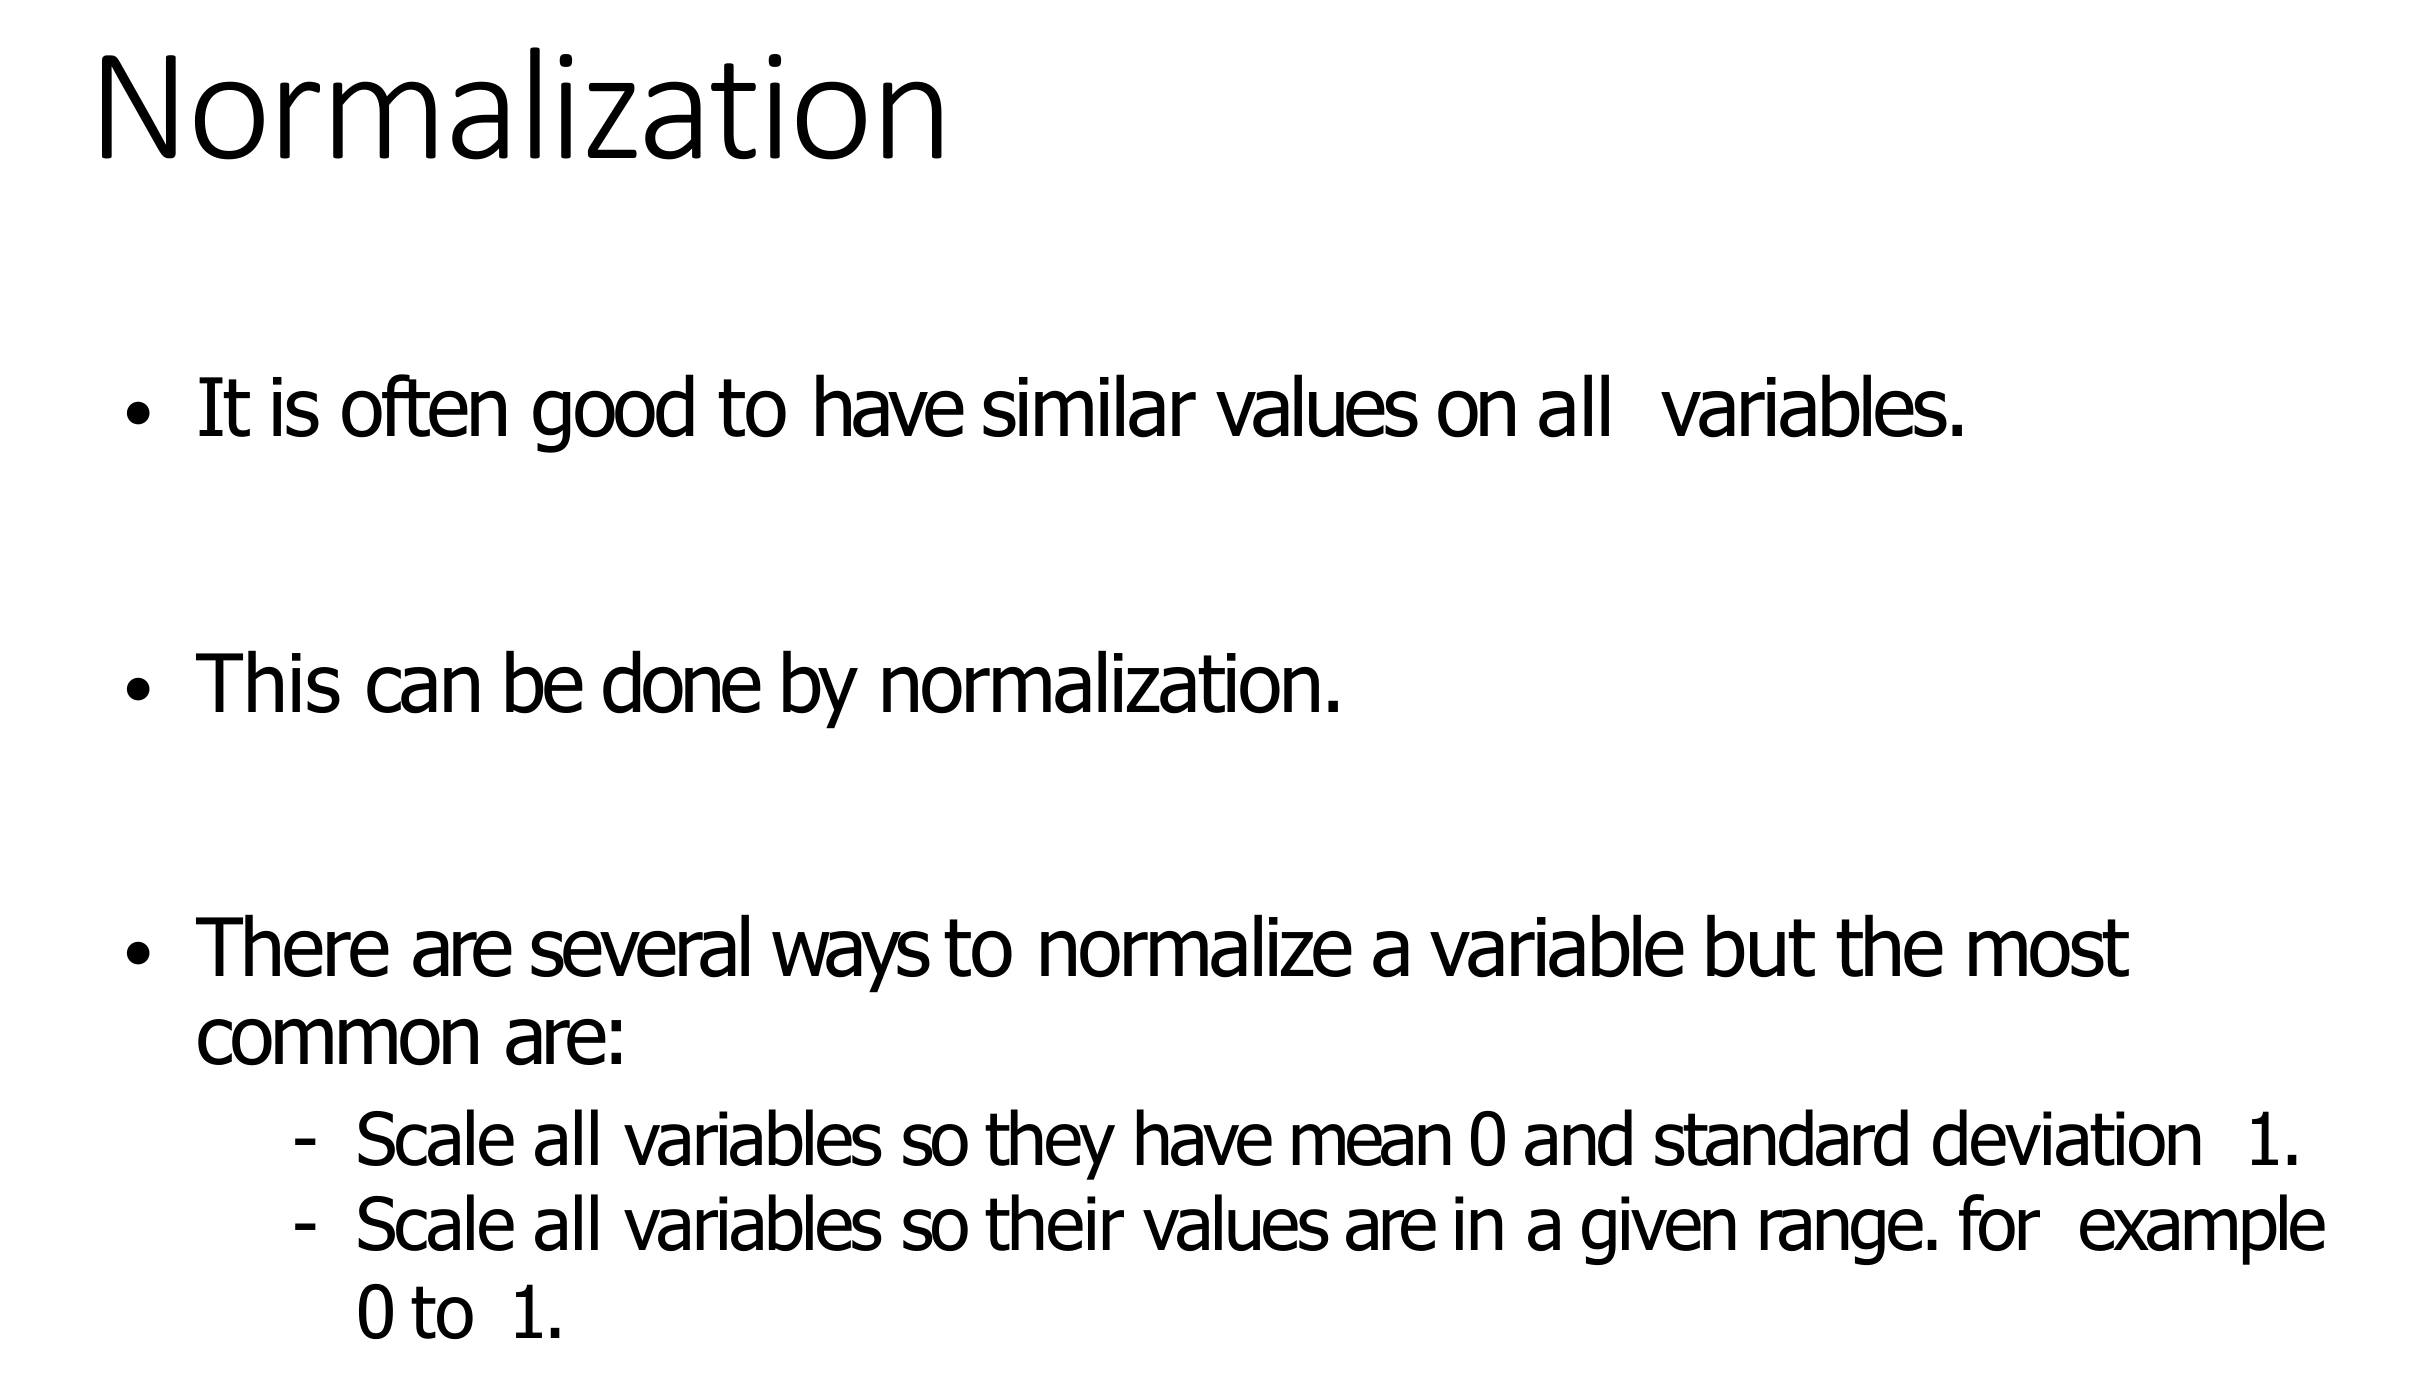 Normalization
• It is often good to have similar values on all variables.
• This can be done by normalization.
• There are several ways to normalize a variable but the most
common are:
- Scale all variables so they have mean 0 and standard deviation 1.
- Scale all variables so their values are in a given range. for example
0 to 1.